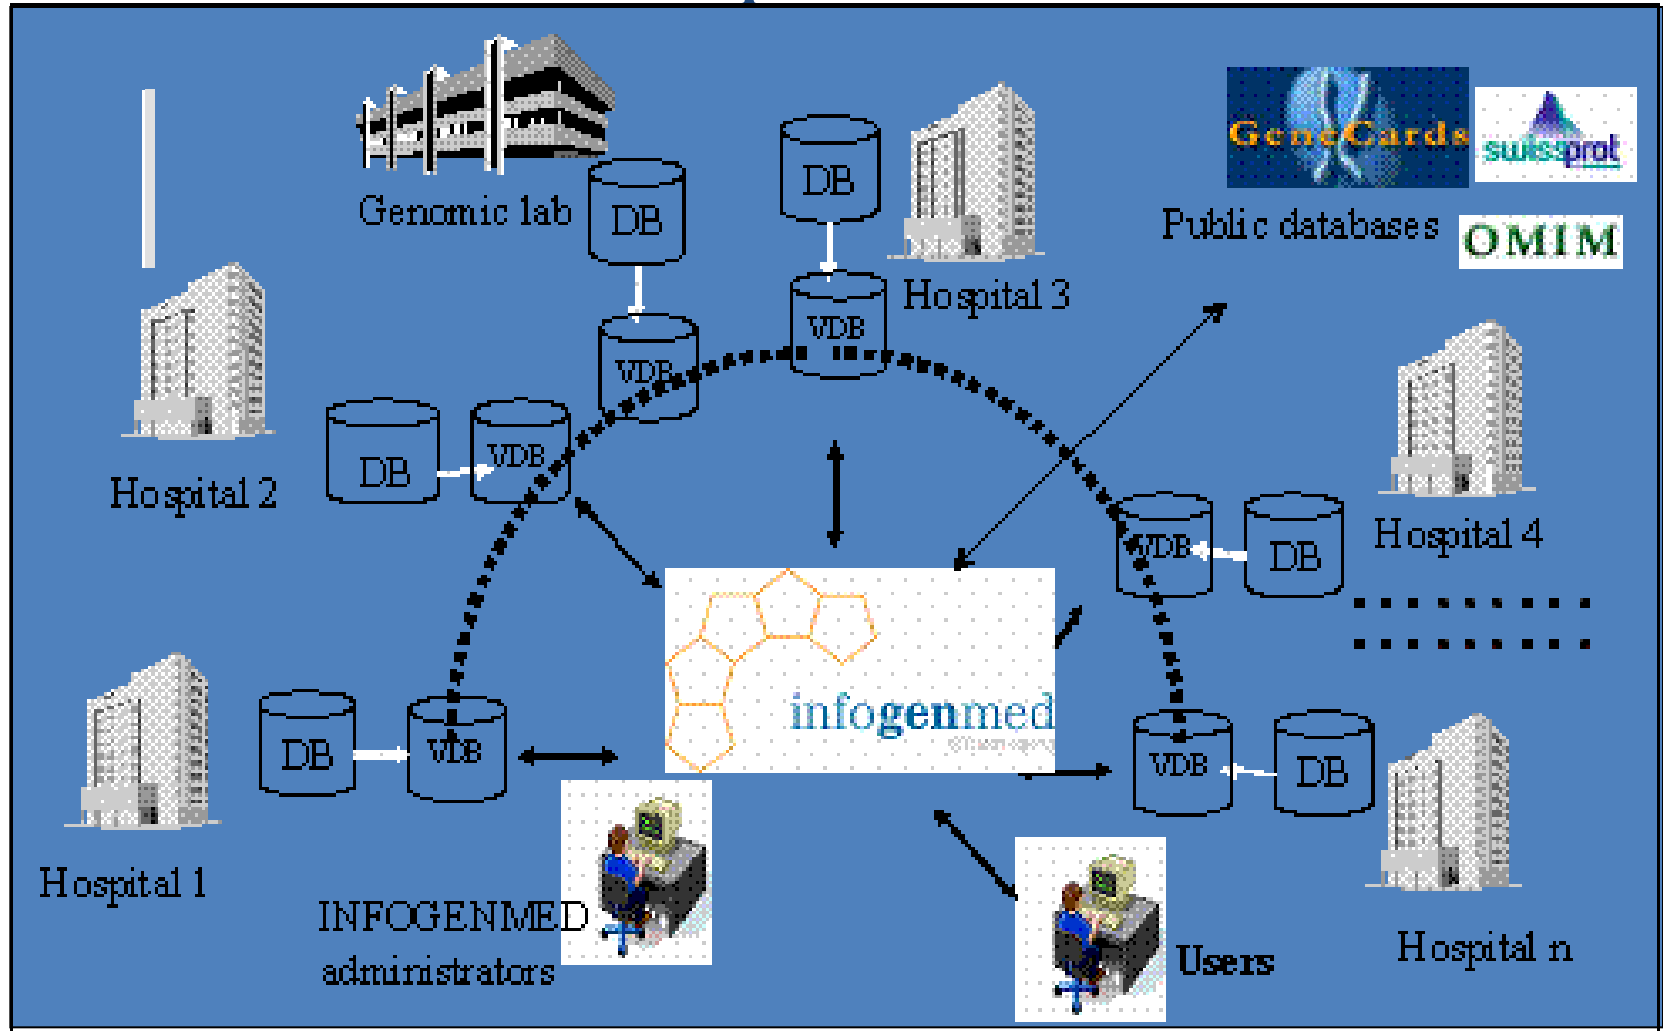 GeneCards
swissprot
Genomic lab
DB
DB
Public databases
OMIM
Hospital 3
VDB
VDB
Hospital 2
DB
VDB
Hospital 4
VDB
DB
infogenmed
Hospital 1
DB
VDB
VDB
DB
INFOGENMED
administrators
Users
Hospital n